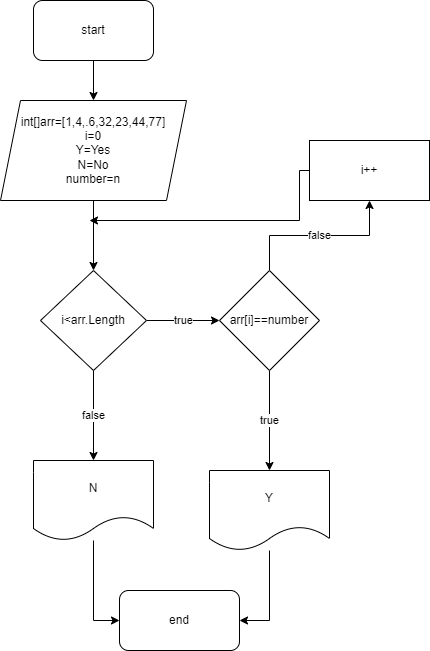 start
int[]arr=[1,4,.6,32,23,44,77]
i=0
Y=Yes
N=No
number=n
i++
false
i<arr.Length
true
arr[i]==number
false
true
N
Y
end